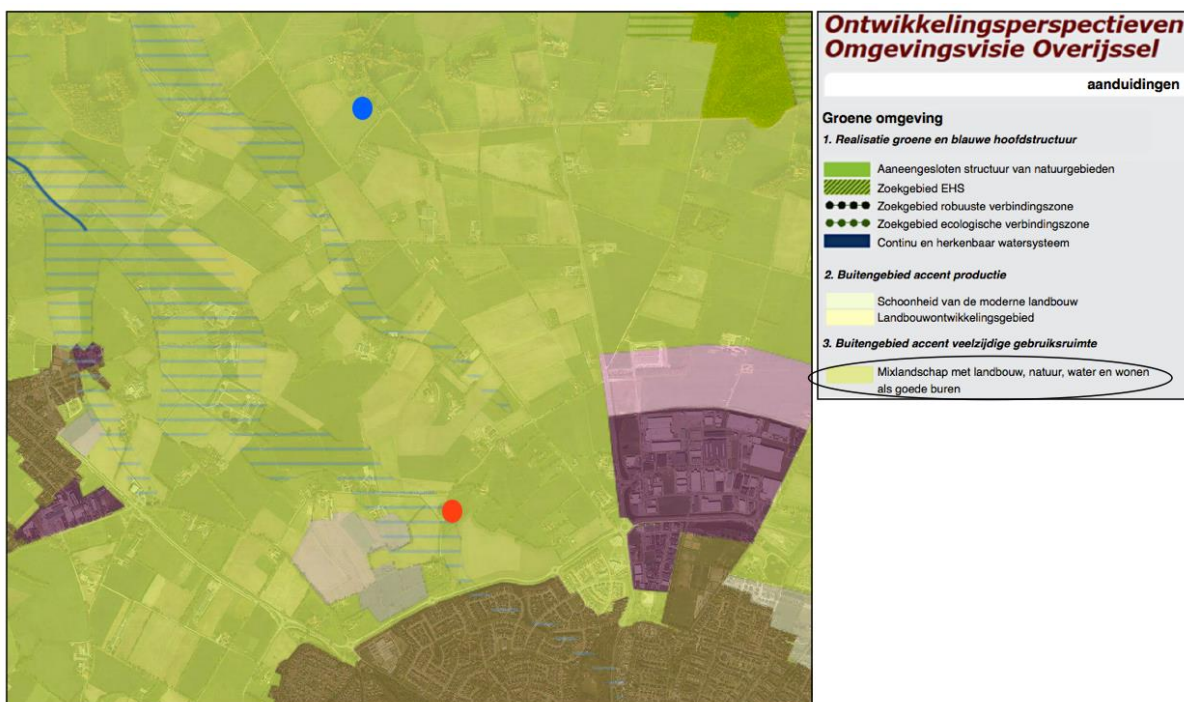 Ontwikkelingsperspectieven
Omgevingsvisie Overijssel
aanduidingen
Groene omgeving
1. Realisatie groene en blauwe hoofdstructuur
Aaneengesloten structuur van natuurgebieden
Zoekgebied EHS
Zoekgebied robuuste verbindingszone
Zoekgebied ecologische verbindingszone
Continu en herkenbaar watersysteem
2. Buitengebied accent productie
Schoonheid van de moderne landbouw
Landbouwontwikkelingsgebied
3. Buitengebied accent veelzijdige gebruiksruimte
Mixlandschap met landbouw, natuur, water en wonen
als goede buren